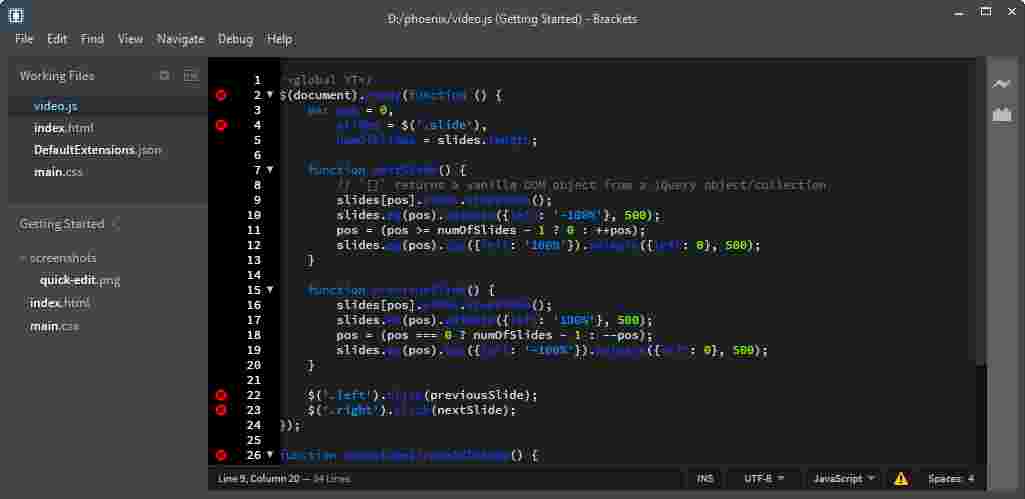 D:/phoenix/video.js (Getting Started) - Brackets
File Edit Find View Navigate Debug Help
Working Files
video.js
index.html
DefaultExtensions.json
main.css
Getting Started
screenshots
quick-edit.png
index.html
main.css
1 *global YT*/
2 $(document).ready(function () {
3 var pos = 0,
4 slides = $('.slide'),
5 numOfSlides = slides.length;
6
7 function nextSlide() {
8 // `[]` returns a vanilla DOM object from a jQuery object/collection
9 slides[pos].video.stopVideo();
10 slides.eq(pos).animate({left: '-100%'}, 500);
11 pos = (pos >= numOfSlides - 1 ? 0 : ++pos);
12 slides.eq(pos).css({left: '100%'}).animate({left: 0}, 500);
13 }
14
15 function previousSlide() {
16 slides[pos].video.stopVideo();
17 slides.eq(pos).animate({left: '100%'}, 500);
18 pos = (pos === 0 ? numOfSlides - 1 : --pos);
19 slides.eq(pos).css({left: '-100%'}).animate({left: 0}, 500);
20 }
21
22 $('.left').click(previousSlide);
23 $('.right').click(nextSlide);
24 });
25
26 function () {
Line 9, Column 20 — 34 Lines
INS UTF-8 JavaScript Spaces: 4